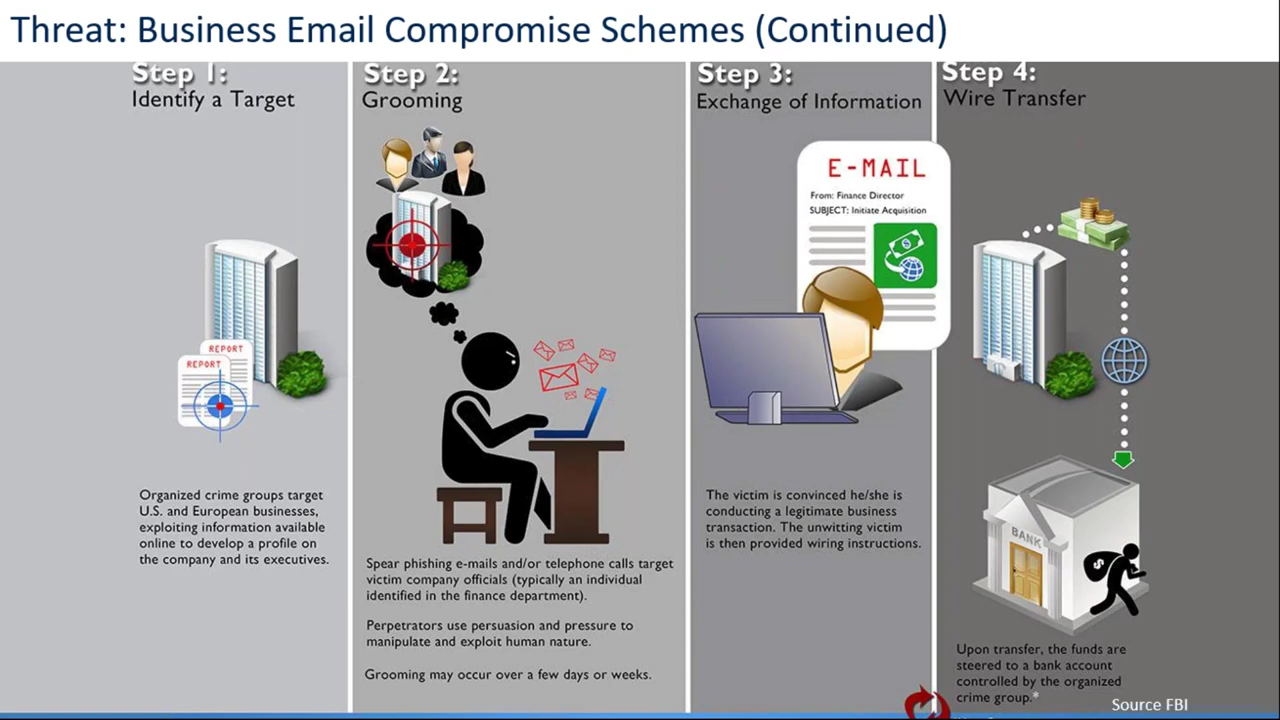 Threat: Business Email Compromise Schemes (Continued)
Step 1:
Identify a Target
REPORT
REPORT
Organized crime groups target
U.S. and European businesses,
exploiting information available
online to develop a profile on
the company and its executives.
Step 2:
Grooming
Spear phishing e-mails and/or telephone calls target
victim company officials (typically an individual
identified in the finance department).
Perpetrators use persuasion and pressure to
manipulate and exploit human nature.
Grooming may occur over a few days or weeks.
Step 3:
Exchange of Information
E-MAIL
From: Finance Director
SUBJECT: Initiate Acquisition
$
The victim is convinced he/she is
conducting a legitimate business
transaction. The unwitting victim
is then provided wiring instructions.
Step 4:
Wire Transfer
BANK
$
Upon transfer, the funds are
steered to a bank account
controlled by the organized
crime group.*
Source FBI